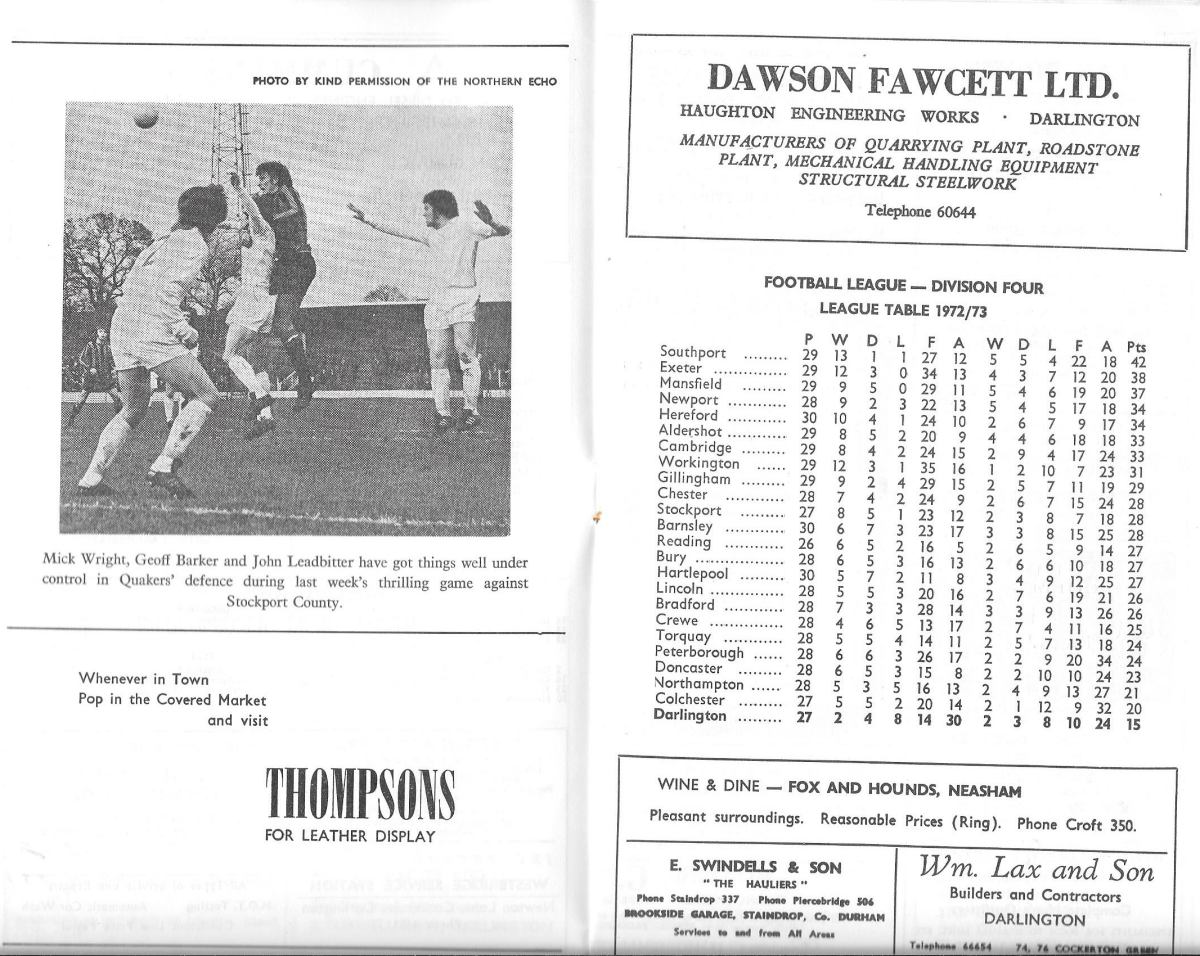 PHOTO BY KIND PERMISSION OF THE NORTHERN ECHO
Mick Wright, Geoff Barker and John Leadbitter have got things well under
control in Quakers' defence during last week's thrilling game against
Stockport County.
Whenever in Town
Pop in the Covered Market
and visit
THOMPSONS
FOR LEATHER DISPLAY
DAWSON FAWCETT LTD.
HAUGHTON ENGINEERING WORKS · DARLINGTON
MANUFACTURERS OF QUARRYING PLANT, ROADSTONE
PLANT, MECHANICAL HANDLING EQUIPMENT
STRUCTURAL STEELWORK
Telephone 60644
FOOTBALL LEAGUE — DIVISION FOUR
LEAGUE TABLE 1972/73
P W D L F A W D L F A Pts
Southport ......... 29 13 1 1 27 12 5 5 4 22 18 42
Exeter .............. 29 12 3 0 34 13 4 3 7 12 20 38
Mansfield ......... 29 9 5 0 29 11 5 4 6 19 20 37
Newport ............ 28 9 2 3 22 13 5 4 5 17 18 34
Hereford ............ 30 10 4 1 24 10 2 6 7 9 17 34
Aldershot ............ 29 8 5 2 20 9 4 4 6 18 18 33
Cambridge ......... 29 8 4 2 24 15 2 9 4 17 24 33
Workington ...... 29 12 3 1 35 16 1 2 10 7 23 31
Gillingham ......... 29 9 2 4 29 15 2 5 7 11 19 29
Chester ............ 28 7 4 2 24 9 2 6 7 15 24 28
Stockport ......... 27 8 5 1 23 12 2 3 8 7 18 28
Barnsley ............ 30 6 7 3 23 17 3 3 8 15 25 28
Reading ............ 26 6 5 2 16 5 2 6 5 9 14 27
Bury .................. 28 6 5 3 16 13 2 6 6 10 18 27
Hartlepool ......... 30 5 7 2 11 8 3 4 9 12 25 27
Lincoln ............... 28 5 5 3 20 16 2 7 6 19 21 26
Bradford ............ 28 7 3 3 28 14 3 3 9 13 26 26
Crewe ............... 28 4 6 5 13 17 2 7 4 11 16 25
Torquay ............ 28 5 5 4 14 11 2 5 7 13 18 24
Peterborough ...... 28 6 6 3 26 17 2 2 9 20 34 24
Doncaster ......... 28 6 5 3 15 8 2 2 10 10 24 23
Northampton ...... 28 5 3 5 16 13 2 4 9 13 27 21
Colchester ......... 27 5 5 2 20 14 2 1 12 9 32 20
Darlington ......... 27 2 4 8 14 30 2 3 8 10 24 15
WINE & DINE — FOX AND HOUNDS, NEASHAM
Pleasant surroundings. Reasonable Prices (Ring). Phone Croft 350.
E. SWINDELLS & SON
"THE HAULIERS"
Phone Staindrop 337 Phone Piercebridge 506
BROOKSIDE GARAGE, STAINDROP, Co. DURHAM
Services to and from All Areas
Wm. Lax and Son
Builders and Contractors
DARLINGTON
Telephone 66654 74, 76 COCKERTON GREEN